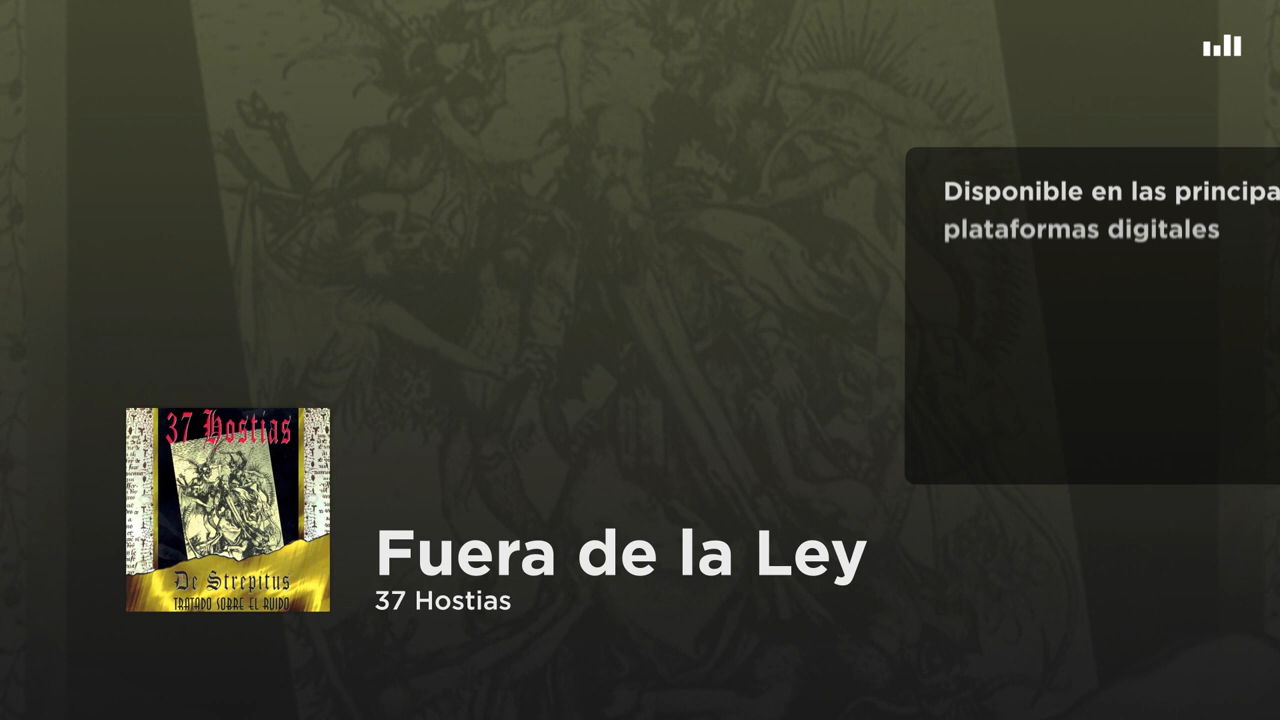 Disponible en las principa
plataformas digitales
37 Hostias
De Strepitus
TRATADO SOBRE EL RUIDO
Fuera de la Ley
37 Hostias